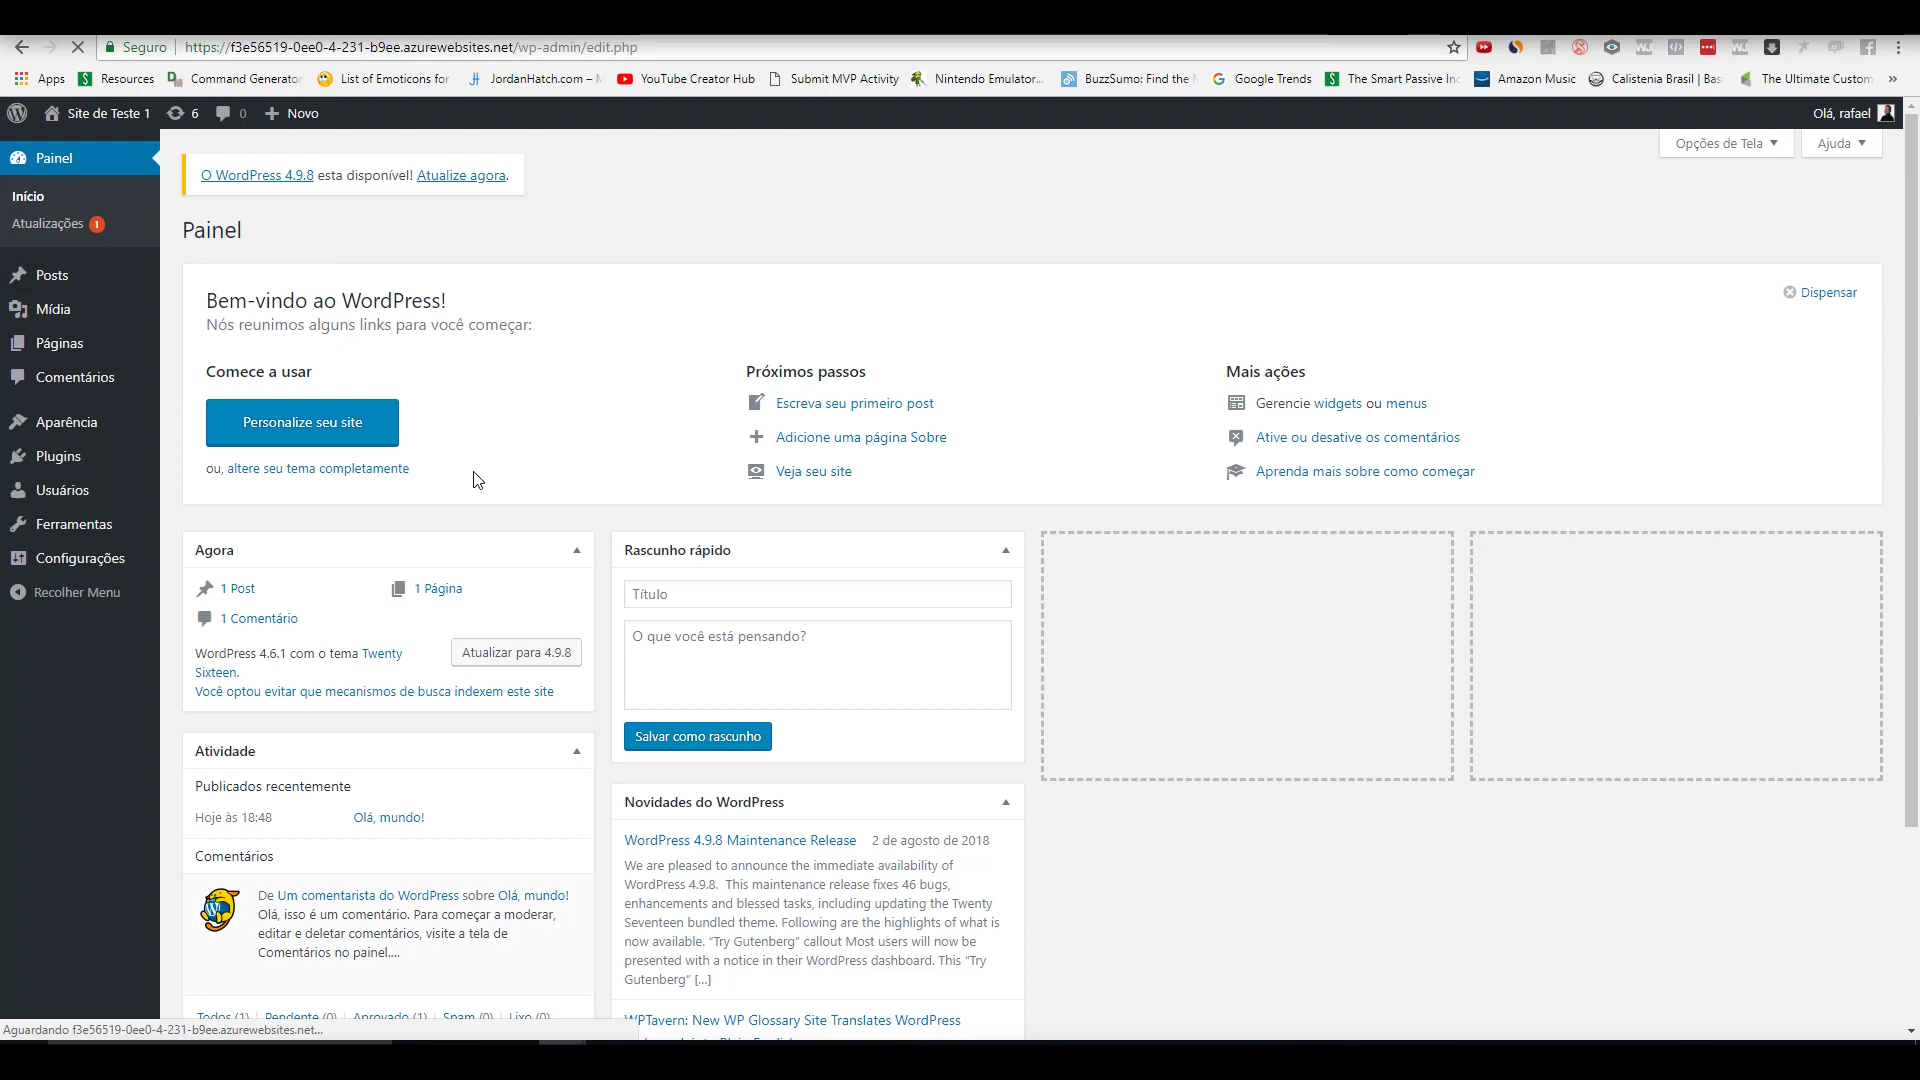 Seguro https://f3e56519-0ee0-4-231-b9ee.azurewebsites.net/wp-admin/edit.php
Apps Resources Command Generator List of Emoticons for JordanHatch.com – YouTube Creator Hub Submit MVP Activity Nintendo Emulator... BuzzSumo: Find the Google Trends The Smart Passive Inc Amazon Music Calistenia Brasil | Bas The Ultimate Custom »
Site de Teste 1 6 0 Novo Olá, rafael
Opções de Tela Ajuda
Painel
Início
Atualizações 1
Posts
Mídia
Páginas
Comentários
Aparência
Plugins
Usuários
Ferramentas
Configurações
Recolher Menu
O WordPress 4.9.8 esta disponível! Atualize agora.
Painel
Bem-vindo ao WordPress!
Dispensar
Nós reunimos alguns links para você começar:
Comece a usar
Personalize seu site
ou, altere seu tema completamente
Próximos passos
Escreva seu primeiro post
Adicione uma página Sobre
Veja seu site
Mais ações
Gerencie widgets ou menus
Ative ou desative os comentários
Aprenda mais sobre como começar
Agora
1 Post 1 Página
1 Comentário
WordPress 4.6.1 com o tema Twenty
Sixteen.
Atualizar para 4.9.8
Você optou evitar que mecanismos de busca indexem este site
Atividade
Publicados recentemente
Hoje às 18:48 Olá, mundo!
Comentários
De Um comentarista do WordPress sobre Olá, mundo!
Olá, isso é um comentário. Para começar a moderar,
editar e deletar comentários, visite a tela de
Comentários no painel....
Todos (1) | Pendente (0) | Aprovado (1) | Spam (0) | Lixo (0)
Rascunho rápido
Título
O que você está pensando?
Salvar como rascunho
Novidades do WordPress
WordPress 4.9.8 Maintenance Release 2 de agosto de 2018
We are pleased to announce the immediate availability of
WordPress 4.9.8. This maintenance release fixes 46 bugs,
enhancements and blessed tasks, including updating the Twenty
Seventeen bundled theme. Following are the highlights of what is
now available. “Try Gutenberg” callout Most users will now be
presented with a notice in their WordPress dashboard. This “Try
Gutenberg” [...]
WPTavern: New WP Glossary Site Translates WordPress
Aguardando f3e56519-0ee0-4-231-b9ee.azurewebsites.net...